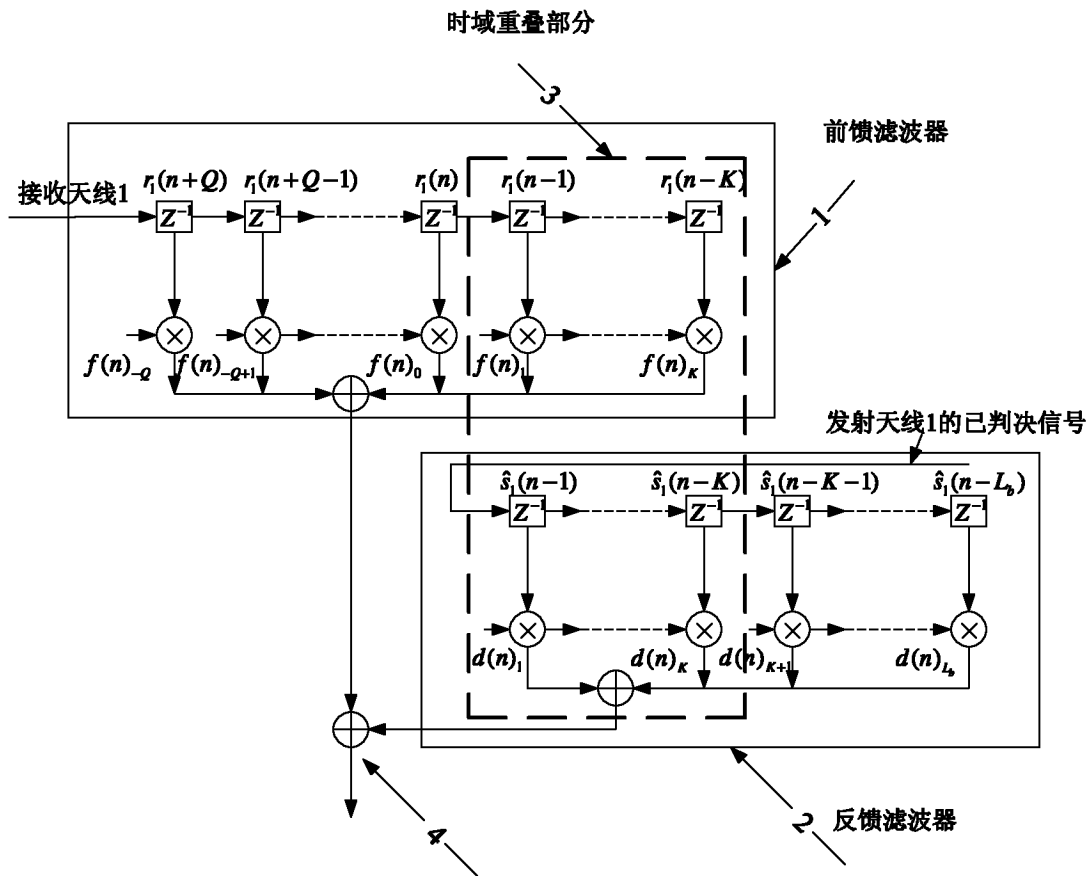 时域重叠部分
3
前馈滤波器
1
接收天线1
r₁(n+Q) r₁(n+Q−1) r₁(n) r₁(n−1) r₁(n−K)
Z⁻¹ Z⁻¹ Z⁻¹ Z⁻¹ Z⁻¹
f(n)₋Q f(n)₋Q₊₁ f(n)₀ f(n)₁ f(n)K
发射天线1的已判决信号
ŝ₁(n−1) ŝ₁(n−K) ŝ₁(n−K−1) ŝ₁(n−L_b)
Z⁻¹ Z⁻¹ Z⁻¹ Z⁻¹
d(n)₁ d(n)K d(n)K₊₁ d(n)L_b
4
2
反馈滤波器